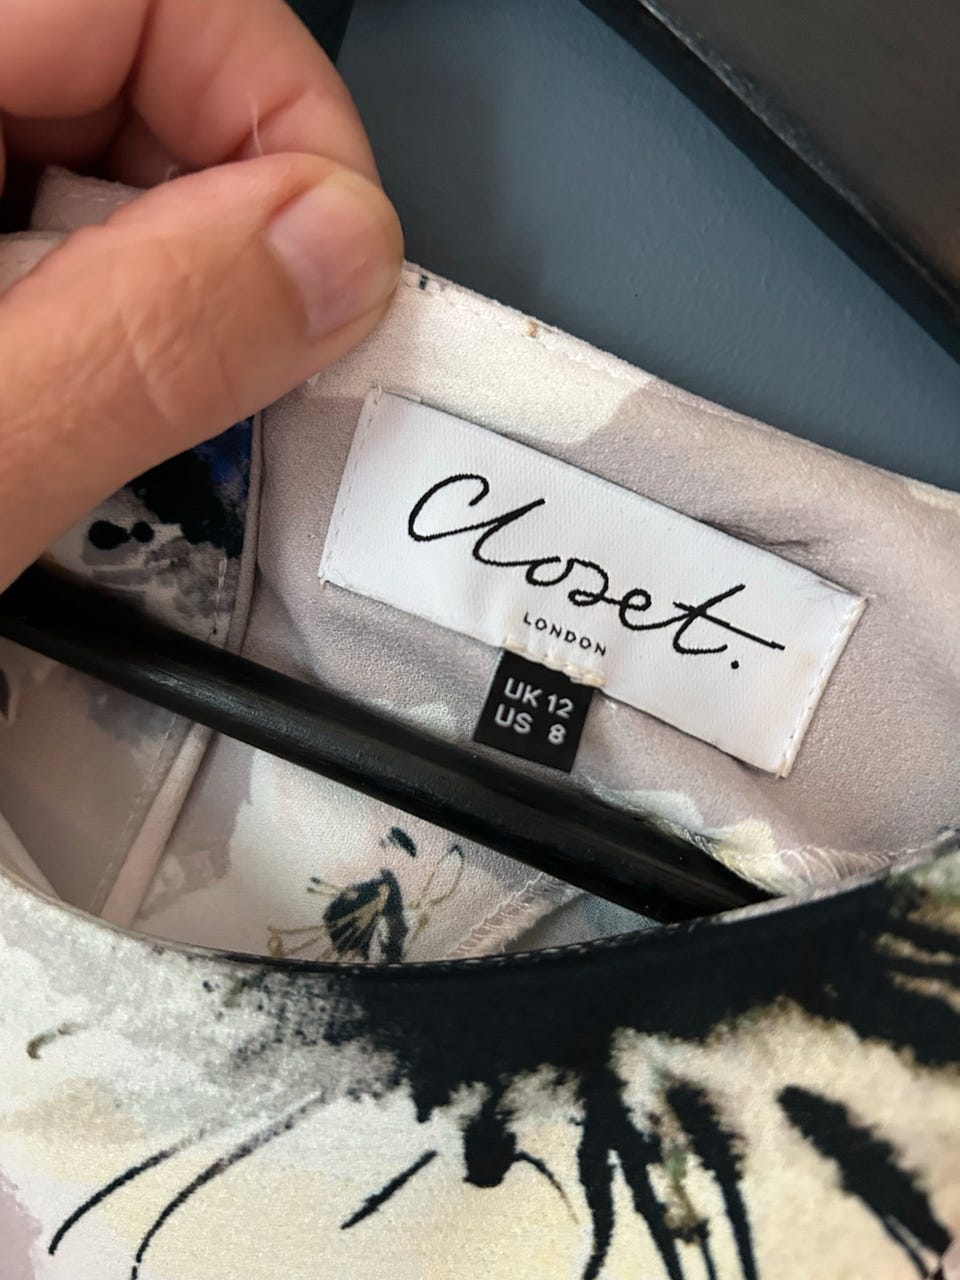 Closet.
LONDON
UK 12
US 8